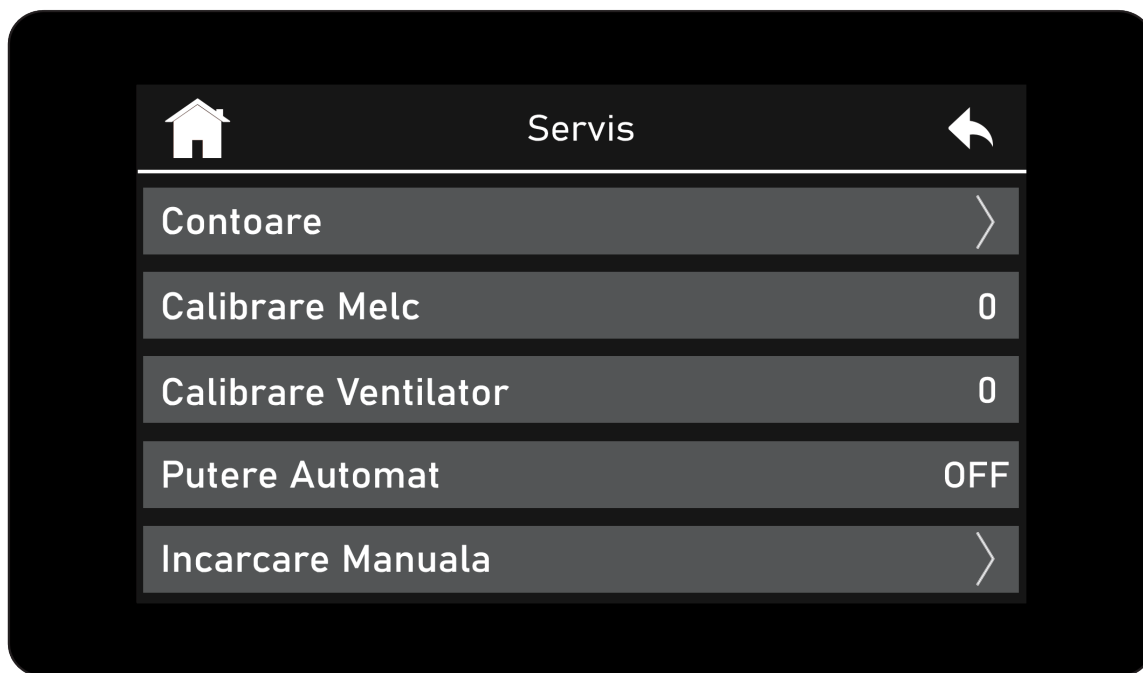 Servis
Contoare
Calibrare Melc 0
Calibrare Ventilator 0
Putere Automat OFF
Incarcare Manuala